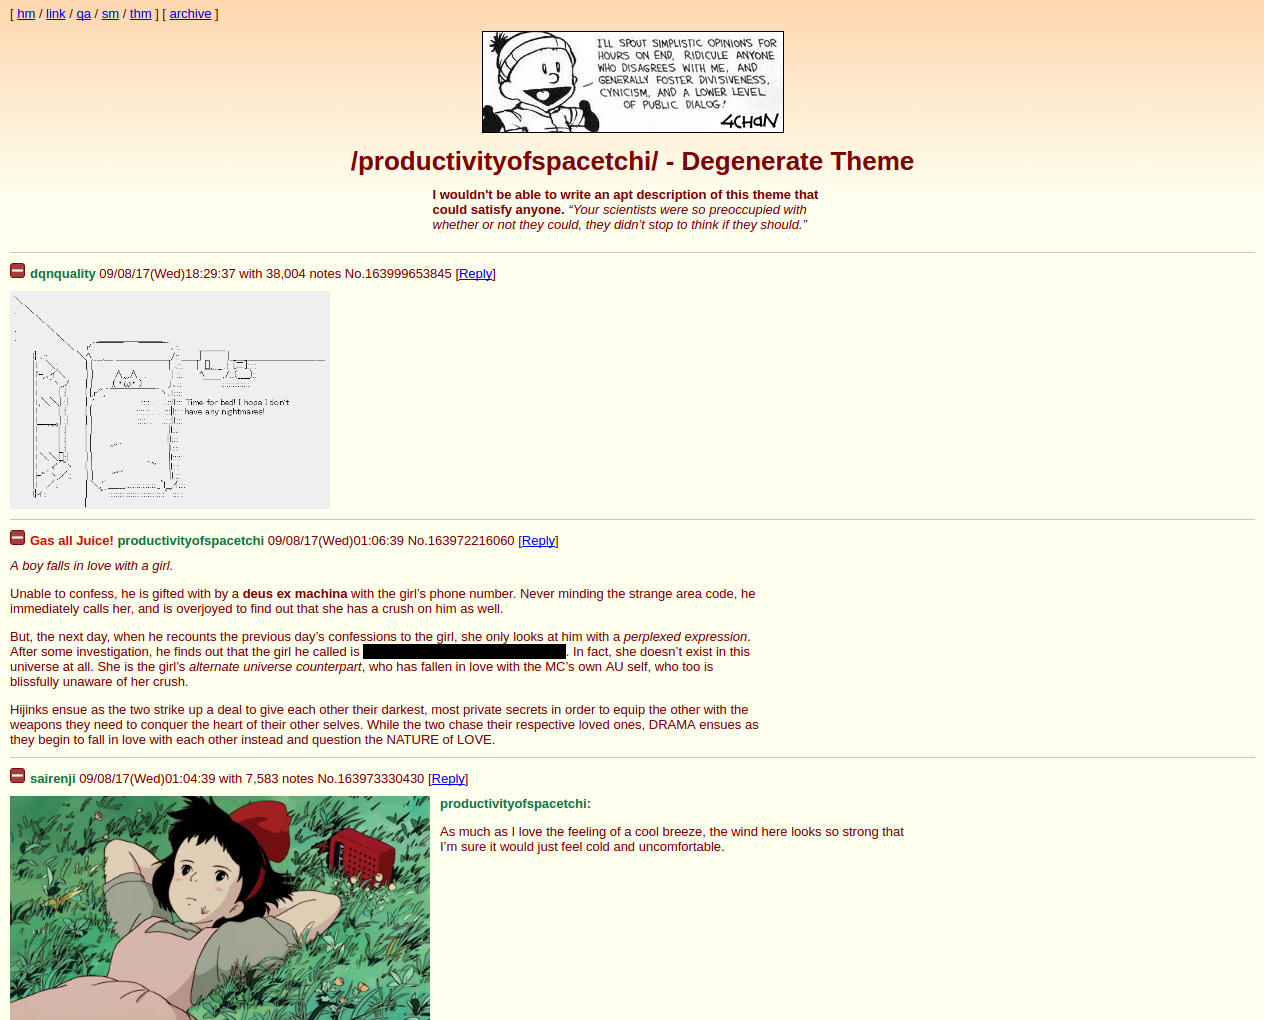 [ hm / link / qa / sm / thm ] [ archive ]
I'LL SPOUT SIMPLISTIC OPINIONS FOR
HOURS ON END, RIDICULE ANYONE
WHO DISAGREES WITH ME, AND
GENERALLY FOSTER DIVISIVENESS,
CYNICISM, AND A LOWER LEVEL
OF PUBLIC DIALOG!
4CHAN
/productivityofspacetchi/ - Degenerate Theme
I wouldn't be able to write an apt description of this theme that
could satisfy anyone. “Your scientists were so preoccupied with
whether or not they could, they didn’t stop to think if they should.”
dqnquality 09/08/17(Wed)18:29:37 with 38,004 notes No.163999653845 [Reply]
Time for bed! I hope I don't
have any nightmares!
Gas all Juice! productivityofspacetchi 09/08/17(Wed)01:06:39 No.163972216060 [Reply]
A boy falls in love with a girl.
Unable to confess, he is gifted with by a deus ex machina with the girl’s phone number. Never minding the strange area code, he
immediately calls her, and is overjoyed to find out that she has a crush on him as well.
But, the next day, when he recounts the previous day’s confessions to the girl, she only looks at him with a perplexed expression.
After some investigation, he finds out that the girl he called is . In fact, she doesn’t exist in this
universe at all. She is the girl’s alternate universe counterpart, who has fallen in love with the MC’s own AU self, who too is
blissfully unaware of her crush.
Hijinks ensue as the two strike up a deal to give each other their darkest, most private secrets in order to equip the other with the
weapons they need to conquer the heart of their other selves. While the two chase their respective loved ones, DRAMA ensues as
they begin to fall in love with each other instead and question the NATURE of LOVE.
sairenji 09/08/17(Wed)01:04:39 with 7,583 notes No.163973330430 [Reply]
productivityofspacetchi:
As much as I love the feeling of a cool breeze, the wind here looks so strong that
I’m sure it would just feel cold and uncomfortable.